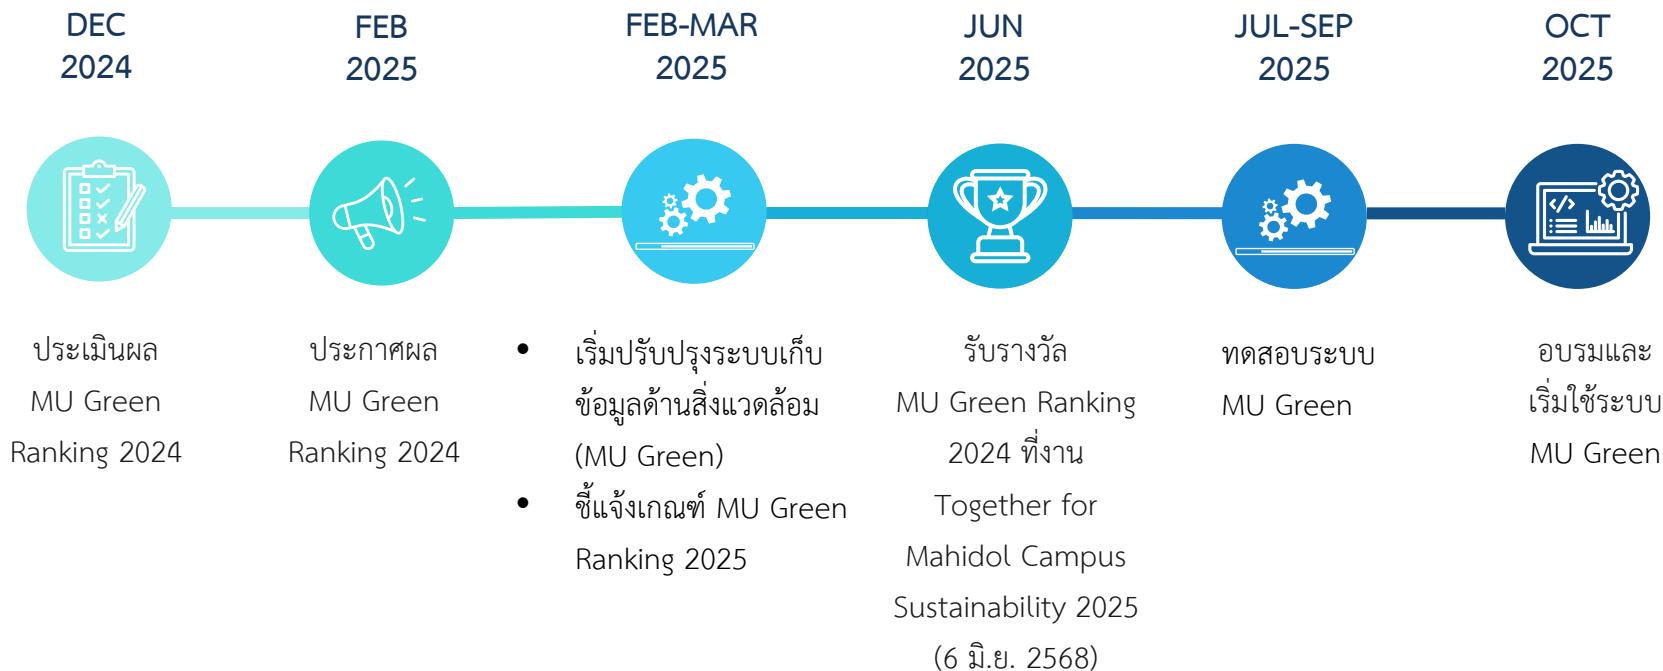 DEC
2024
FEB
2025
FEB-MAR
2025
JUN
2025
JUL-SEP
2025
OCT
2025
</>
ประเมินผล
MU Green
Ranking 2024
ประกาศผล
MU Green
Ranking 2024
• เริ่มปรับปรุงระบบเก็บ
ข้อมูลด้านสิ่งแวดล้อม
(MU Green)
• ชี้แจ้งเกณฑ์ MU Green
Ranking 2025
รับรางวัล
MU Green Ranking
2024 ที่งาน
Together for
Mahidol Campus
Sustainability 2025
(6 มิ.ย. 2568)
ทดสอบระบบ
MU Green
อบรมและ
เริ่มใช้ระบบ
MU Green